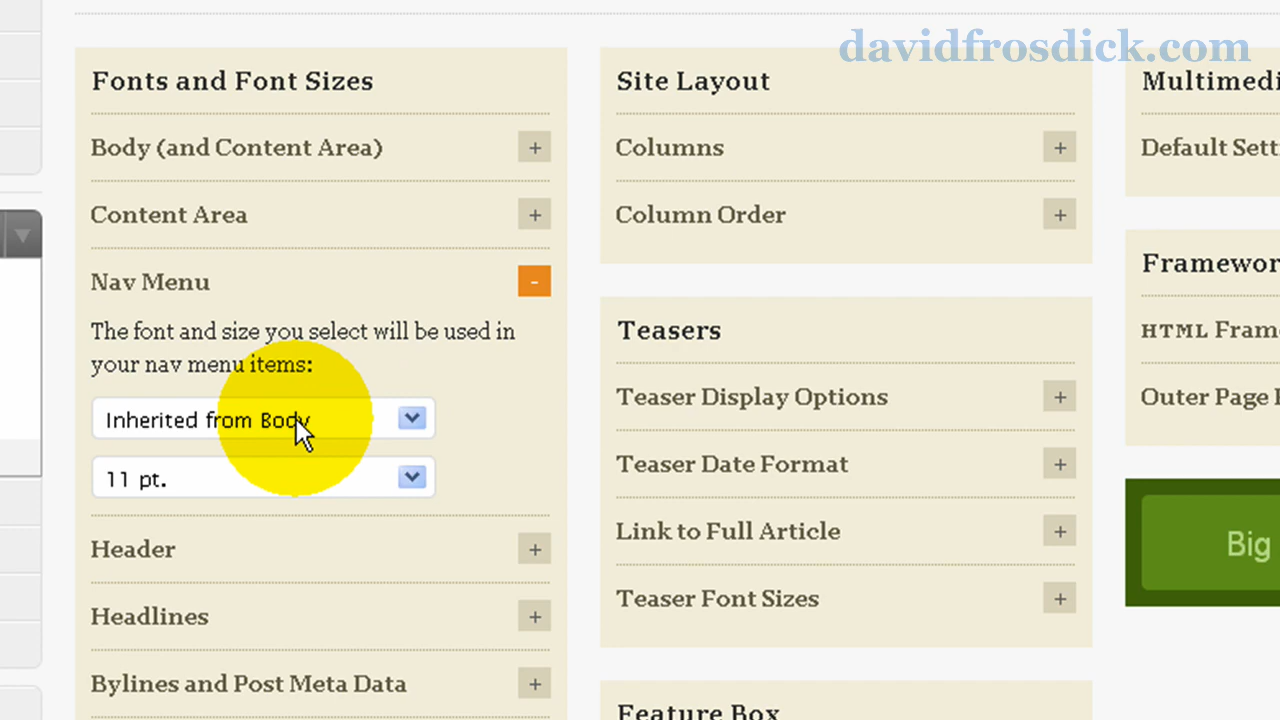 davidfrosdick.com
Fonts and Font Sizes
Body (and Content Area)
+
Content Area
+
Nav Menu
-
The font and size you select will be used in
your nav menu items:
Inherited from Body
11 pt.
Header
+
Headlines
+
Bylines and Post Meta Data
+
Site Layout
Columns
+
Column Order
+
Teasers
Teaser Display Options
+
Teaser Date Format
+
Link to Full Article
+
Teaser Font Sizes
+
Feature Box
Multimedi
Default Sett
Framewor
HTML Fram
Outer Page
Big